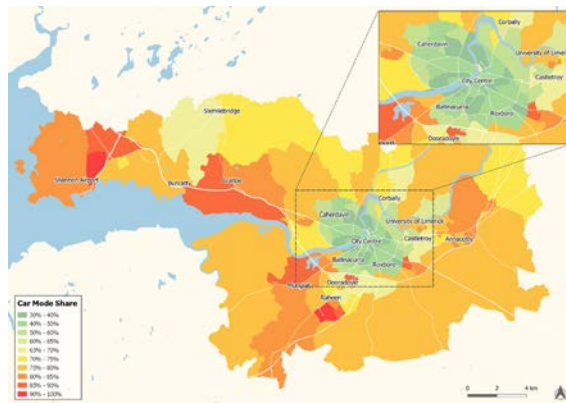 Corbally
Caherdavin
University of Limerick
City Centre
Castletroy
Ballinacurra
Roxboro
Dooradoyle
Sixmilebridge
Shannon Airport
Bunratty
Corbally
Caherdavin
University of Limerick
City Centre
Castletroy
Annacotty
Ballinacurra
Roxboro
Mungret
Dooradoyle
Raheen
Car Mode Share
30% - 40%
40% - 50%
50% - 60%
60% - 65%
65% - 70%
70% - 75%
75% - 80%
80% - 85%
85% - 90%
90% - 100%
0 2 4 km